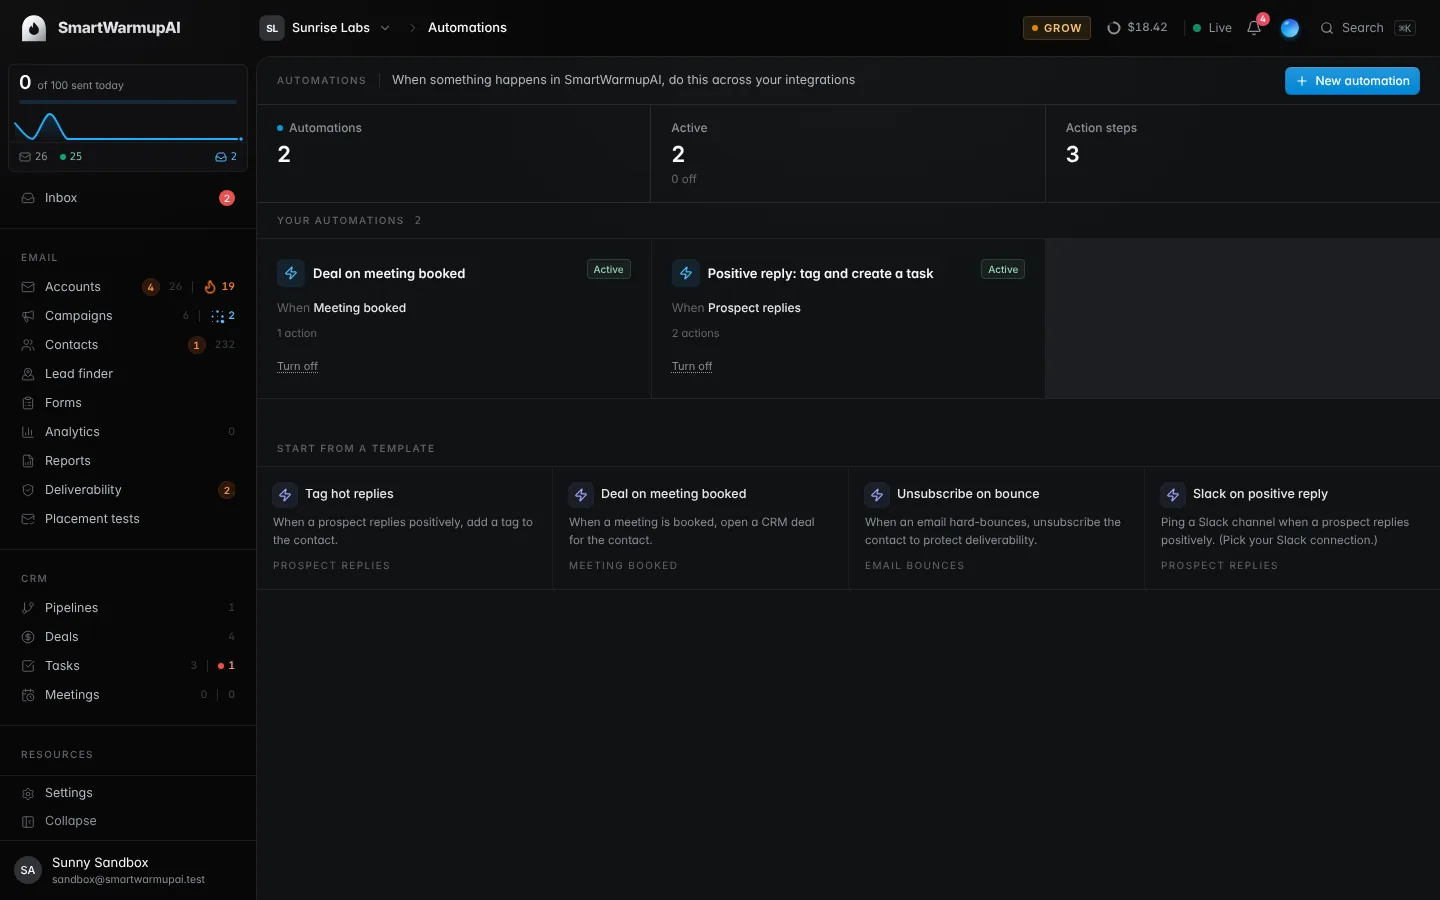 SmartWarmupAI
SL Sunrise Labs Automations
GROW $18.42 Live 4 Search ⌘K
0 of 100 sent today
26 25 2
Inbox 2
EMAIL
Accounts 4 26 19
Campaigns 6 2
Contacts 1 232
Lead finder
Forms
Analytics 0
Reports
Deliverability 2
Placement tests
CRM
Pipelines 1
Deals 4
Tasks 3 1
Meetings 0 0
RESOURCES
Settings
Collapse
SA Sunny Sandbox
sandbox@smartwarmupai.test
AUTOMATIONS When something happens in SmartWarmupAI, do this across your integrations
+ New automation
Automations
2
Active
2
0 off
Action steps
3
YOUR AUTOMATIONS 2
Deal on meeting booked Active
When Meeting booked
1 action
Turn off
Positive reply: tag and create a task Active
When Prospect replies
2 actions
Turn off
START FROM A TEMPLATE
Tag hot replies
When a prospect replies positively, add a tag to
the contact.
PROSPECT REPLIES
Deal on meeting booked
When a meeting is booked, open a CRM deal
for the contact.
MEETING BOOKED
Unsubscribe on bounce
When an email hard-bounces, unsubscribe the
contact to protect deliverability.
EMAIL BOUNCES
Slack on positive reply
Ping a Slack channel when a prospect replies
positively. (Pick your Slack connection.)
PROSPECT REPLIES